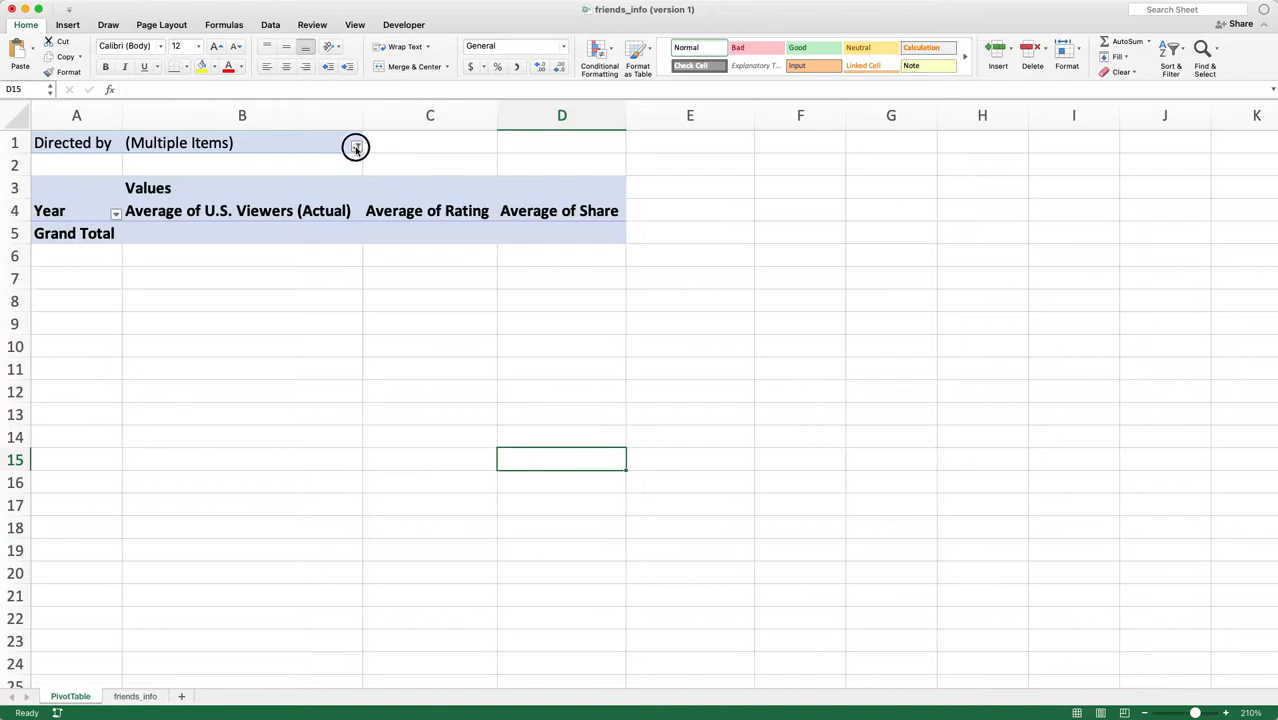 friends_info (version 1)
Search Sheet
Home Insert Draw Page Layout Formulas Data Review View Developer
Share
Paste
Cut
Copy
Format
Calibri (Body) 12
B I U
Wrap Text
Merge & Center
General
$ %
Conditional Formatting
Format as Table
Normal Bad Good Neutral Calculation
Check Cell Explanatory T... Input Linked Cell Note
Insert Delete Format
AutoSum
Fill
Clear
Sort & Filter
Find & Select
D15 fx
A B C D E F G H I J K
1 Directed by (Multiple Items)
2
3 Values
4 Year Average of U.S. Viewers (Actual) Average of Rating Average of Share
5 Grand Total
6
7
8
9
10
11
12
13
14
15
16
17
18
19
20
21
22
23
24
25
PivotTable friends_info +
Ready 210%